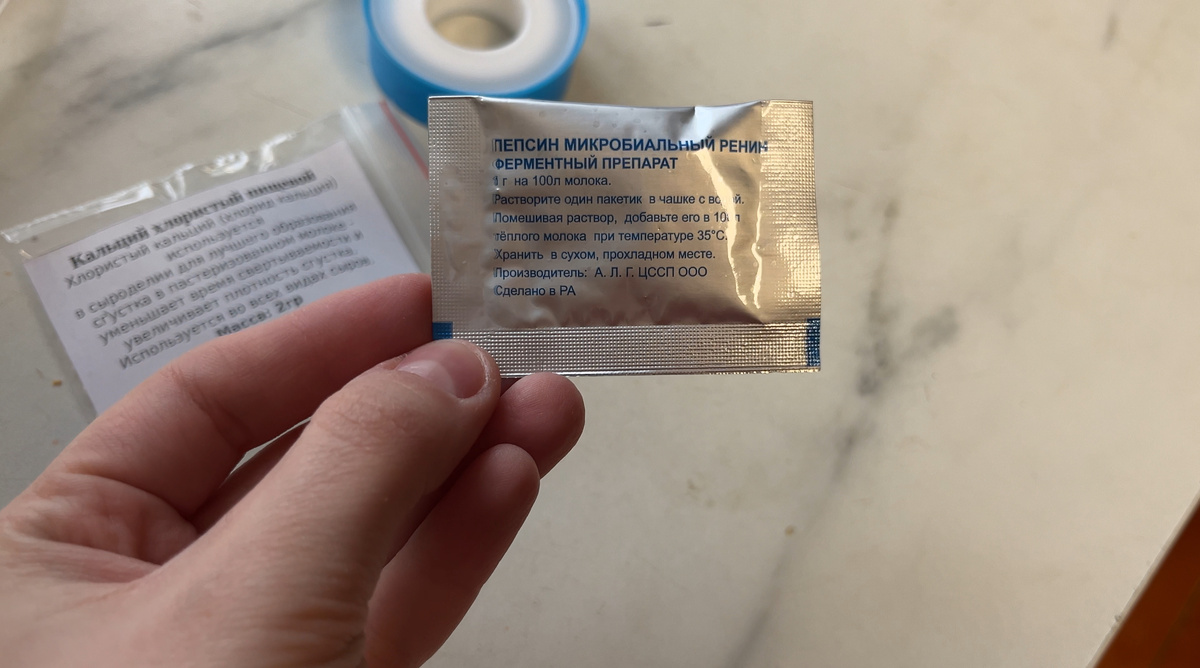 ПЕПСИН МИКРОБИАЛЬНЫЙ РЕНИН
ФЕРМЕНТНЫЙ ПРЕПАРАТ
1 г на 100л молока.
Растворите один пакетик в чашке с водой.
Помешивая раствор, добавьте его в 100л
тёплого молока при температуре 35°С.
Хранить в сухом, прохладном месте.
Производитель: А. Л. Г. ЦССП ООО
Сделано в РА
Кальций хлористый пищевой
Хлористый кальций (хлорид кальция)
используется
в сыроделии для лучшего образования
сгустка в пастеризованном молоке -
уменьшает время свертываемости и
увеличивает плотность сгустка.
Используется во всех видах сыров.
Масса: 2гр